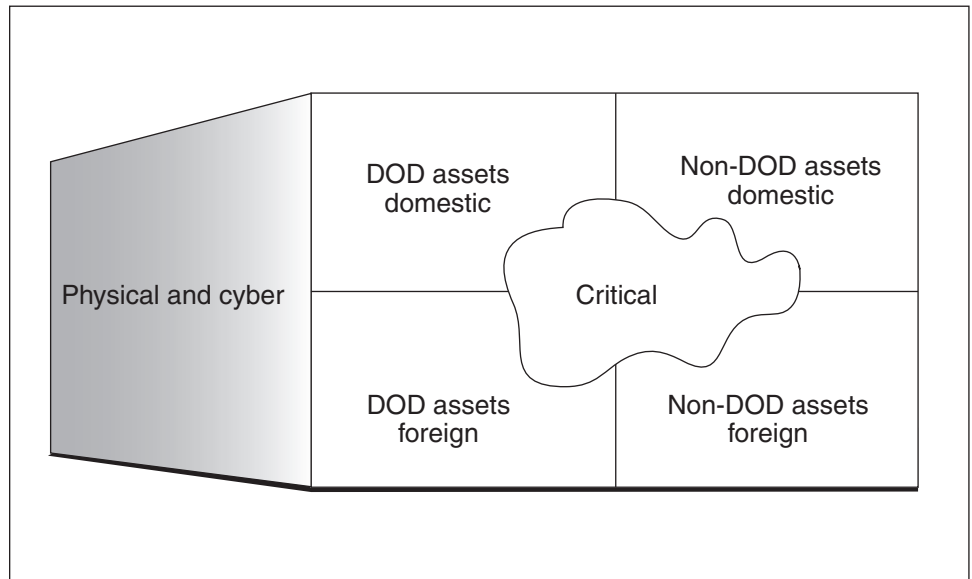 DOD assets
domestic
Non-DOD assets
domestic
Physical and cyber
Critical
DOD assets
foreign
Non-DOD assets
foreign